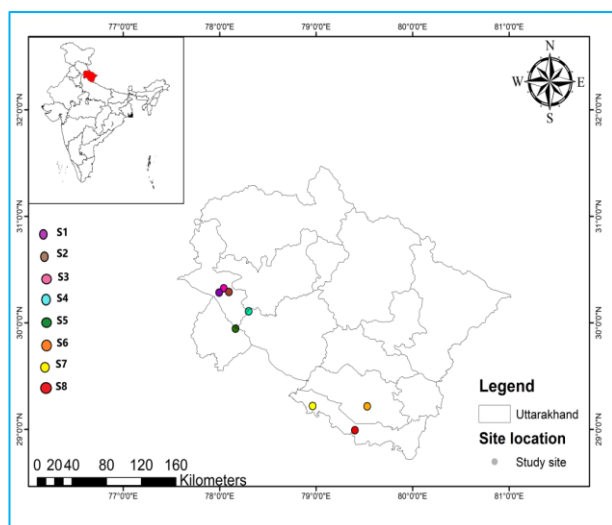 77°0'0"E 78°0'0"E 79°0'0"E 80°0'0"E 81°0'0"E
N
W E
S
32°0'0"N 32°0'0"N
31°0'0"N 31°0'0"N
S1
S2
S3
S4
S5
S6
S7
S8
30°0'0"N 30°0'0"N
29°0'0"N 29°0'0"N
Legend
Uttarakhand
Site location
Study site
0 20 40 80 120 160
Kilometers
77°0'0"E 78°0'0"E 79°0'0"E 80°0'0"E 81°0'0"E